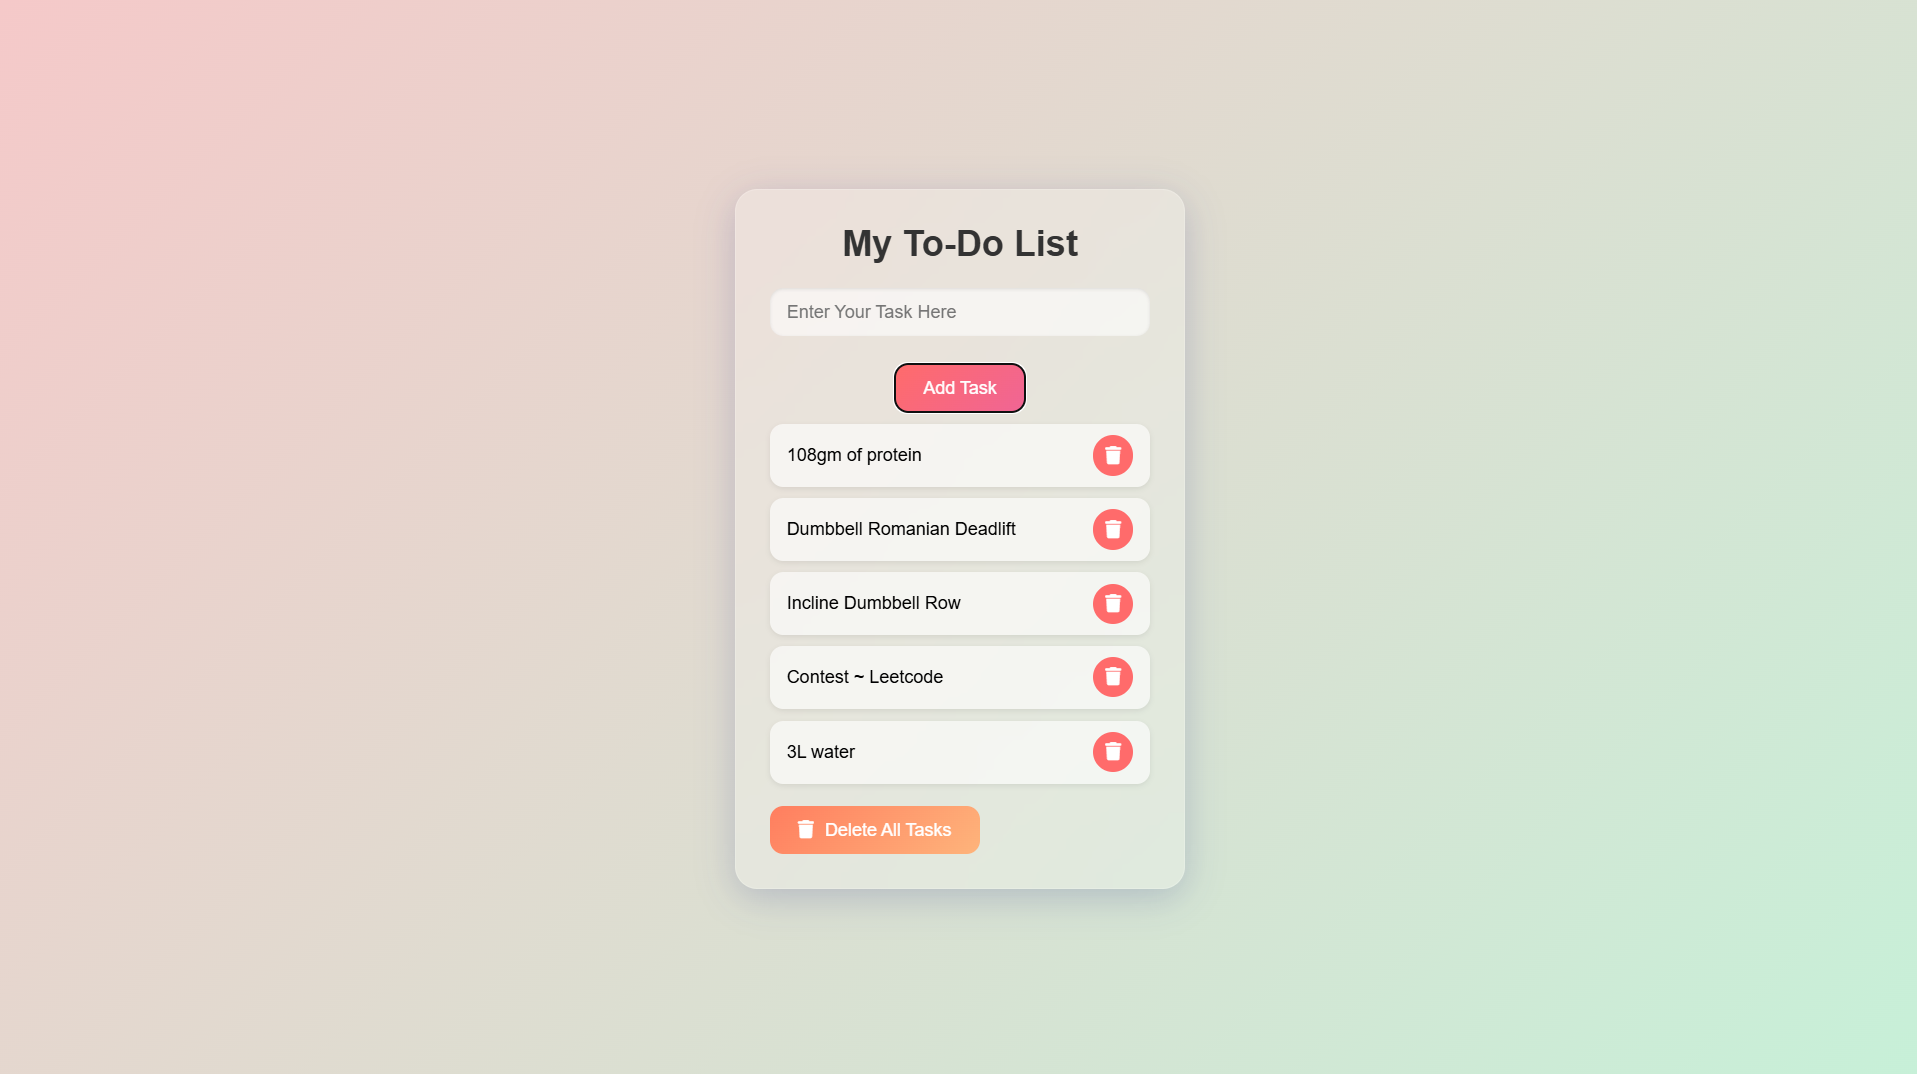 My To-Do List
Enter Your Task Here
Add Task
108gm of protein
Dumbbell Romanian Deadlift
Incline Dumbbell Row
Contest ~ Leetcode
3L water
Delete All Tasks